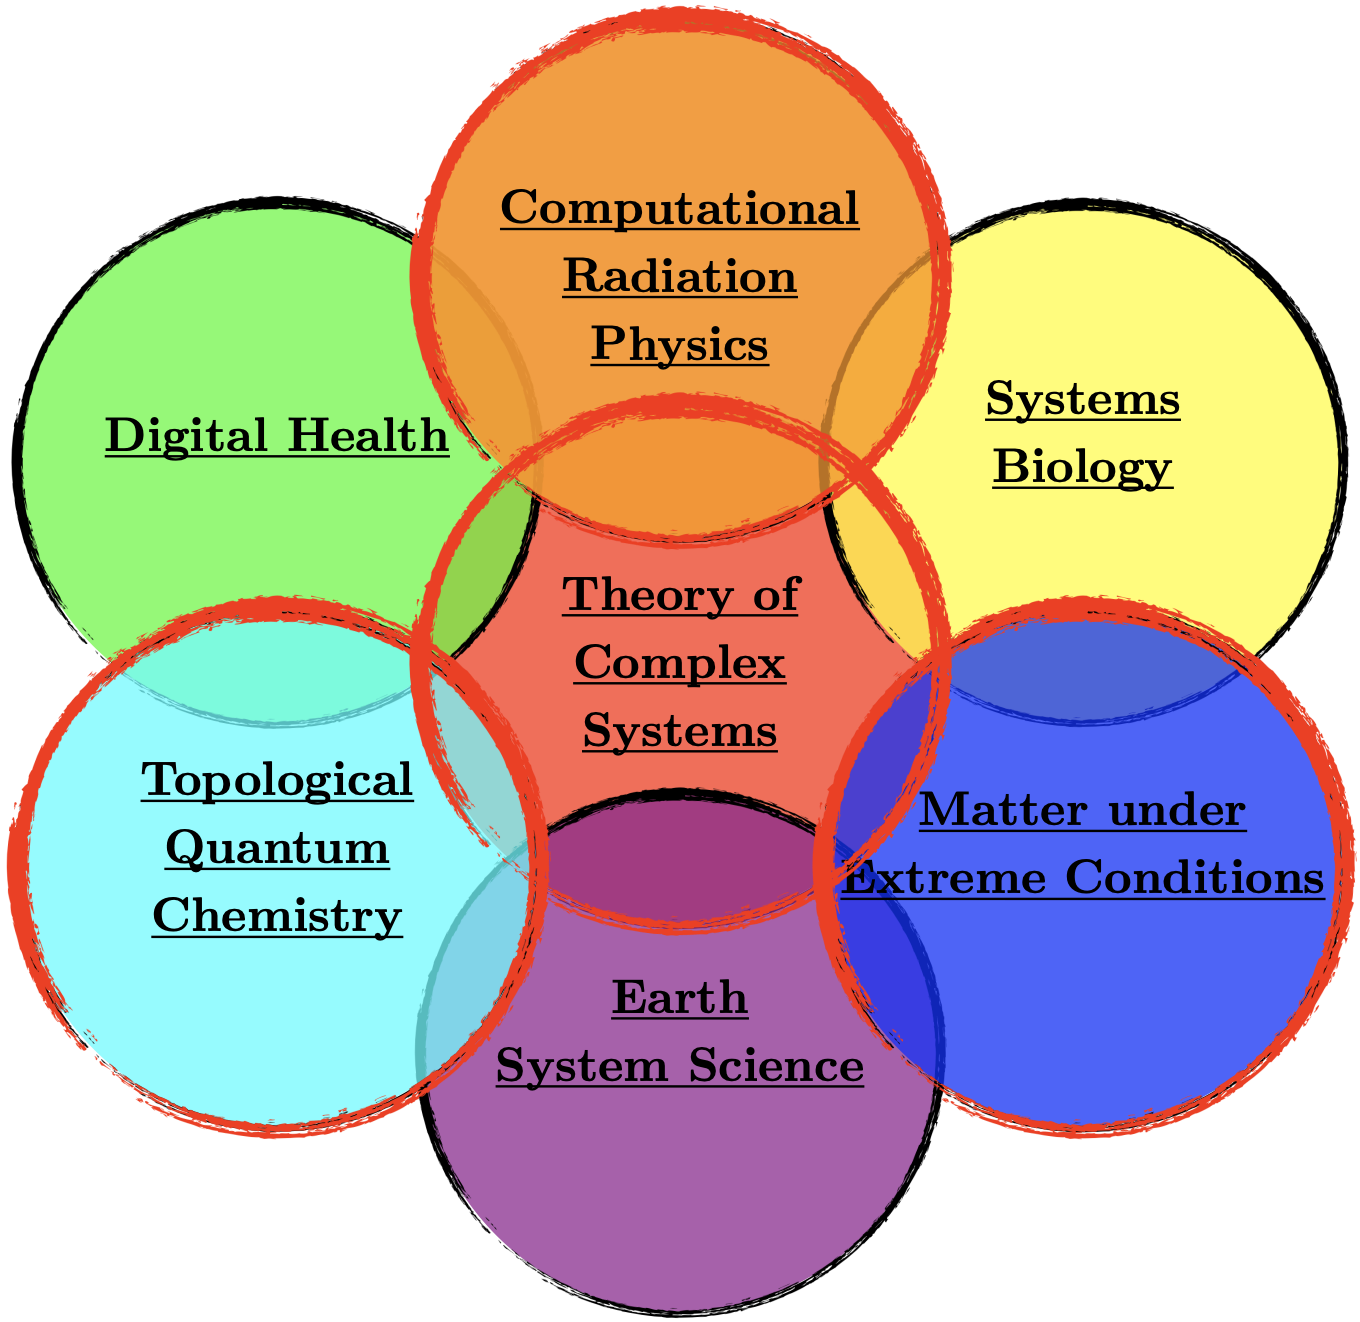 Computational
Radiation
Physics
Digital Health
Systems
Biology
Theory of
Complex
Systems
Topological
Quantum
Chemistry
Matter under
Extreme Conditions
Earth
System Science